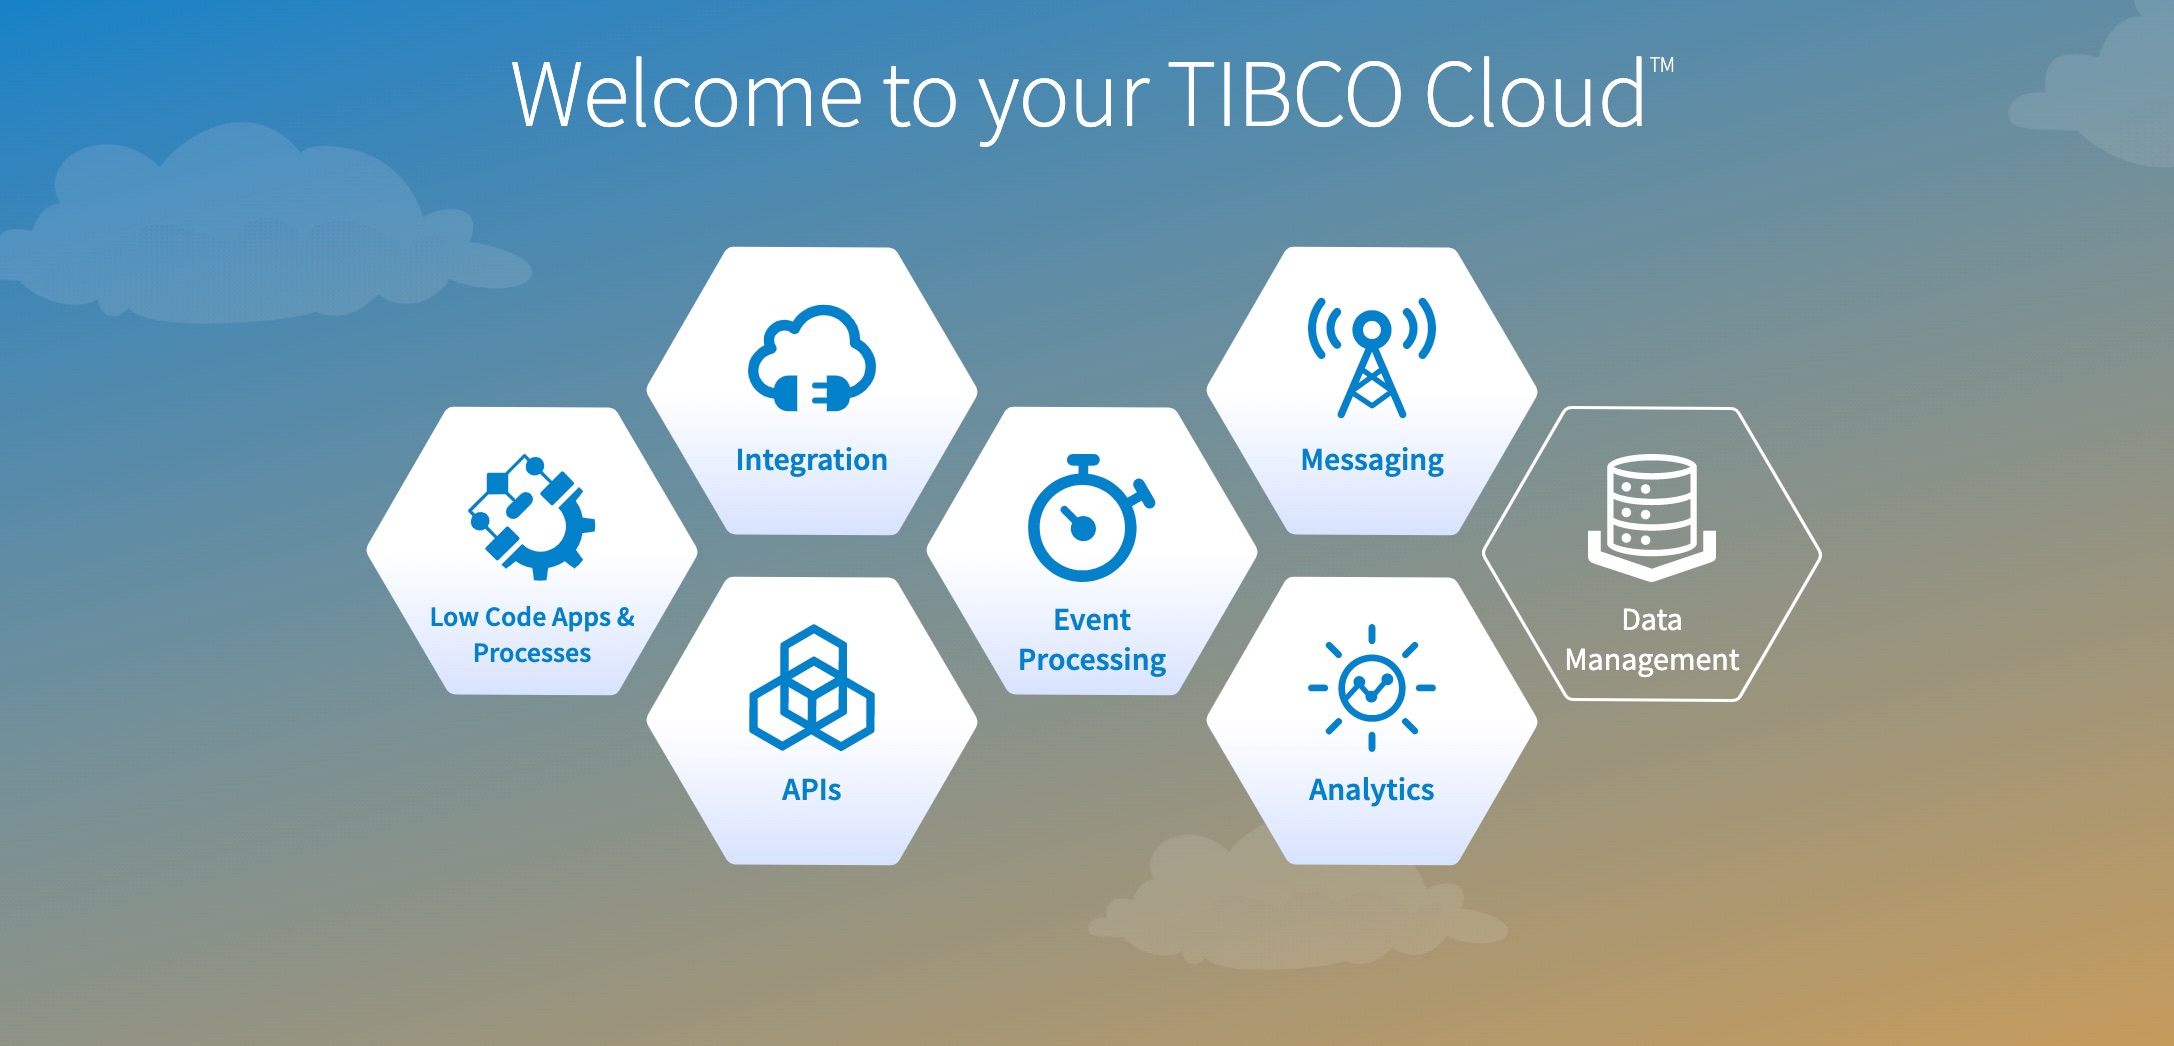 Welcome to your TIBCO Cloud™
Integration
Messaging
Low Code Apps &
Processes
Event
Processing
Data
Management
APIs
Analytics